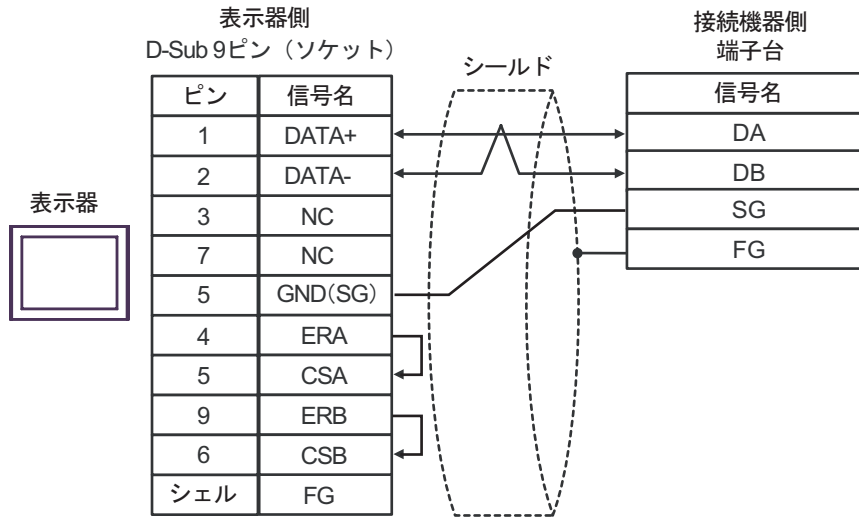 表示器側
D-Sub 9ピン（ソケット）
シールド
接続機器側
端子台
表示器
ピン 信号名
1 DATA+
2 DATA-
3 NC
7 NC
5 GND(SG)
4 ERA
5 CSA
9 ERB
6 CSB
シェル FG
信号名
DA
DB
SG
FG